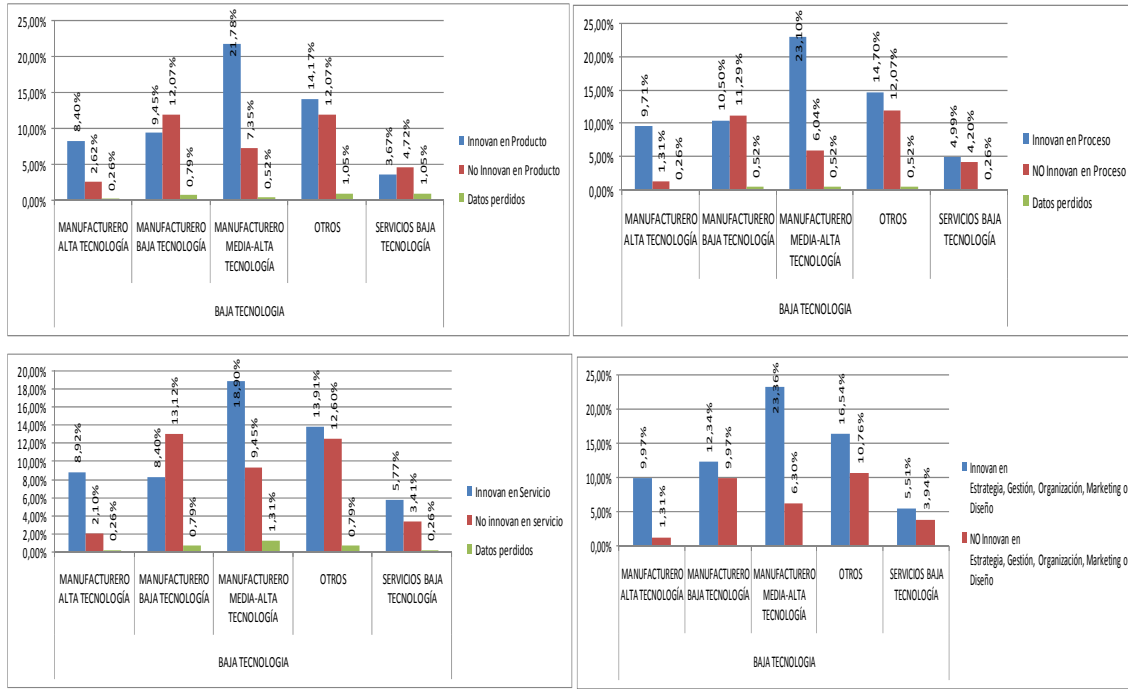 25,00%
20,00%
15,00%
10,00%
5,00%
0,00%
8,40%
2,62%
0,26%
9,45%
12,07%
0,79%
21,78%
7,35%
0,52%
14,17%
12,07%
1,05%
3,67%
4,72%
1,05%
MANUFACTURERO
ALTA TECNOLOGÍA
MANUFACTURERO
BAJA TECNOLOGÍA
MANUFACTURERO
MEDIA-ALTA
TECNOLOGÍA
OTROS
SERVICIOS BAJA
TECNOLOGÍA
BAJA TECNOLOGIA
Innovan en Producto
No Innovan en Producto
Datos perdidos
25,00%
20,00%
15,00%
10,00%
5,00%
0,00%
9,71%
1,31%
0,26%
10,50%
11,29%
0,52%
23,10%
6,04%
0,52%
14,70%
12,07%
0,52%
4,99%
4,20%
0,26%
MANUFACTURERO
ALTA TECNOLOGÍA
MANUFACTURERO
BAJA TECNOLOGÍA
MANUFACTURERO
MEDIA-ALTA
TECNOLOGÍA
OTROS
SERVICIOS BAJA
TECNOLOGÍA
BAJA TECNOLOGIA
Innovan en Proceso
NO Innovan en Proceso
Datos perdidos
20,00%
18,00%
16,00%
14,00%
12,00%
10,00%
8,00%
6,00%
4,00%
2,00%
0,00%
8,92%
2,10%
0,26%
8,40%
13,12%
0,79%
18,90%
9,45%
1,31%
13,91%
12,60%
0,79%
5,77%
3,41%
0,26%
MANUFACTURERO
ALTA TECNOLOGÍA
MANUFACTURERO
BAJA TECNOLOGÍA
MANUFACTURERO
MEDIA-ALTA
TECNOLOGÍA
OTROS
SERVICIOS BAJA
TECNOLOGÍA
BAJA TECNOLOGIA
Innovan en Servicio
No innovan en servicio
Datos perdidos
25,00%
20,00%
15,00%
10,00%
5,00%
0,00%
9,97%
1,31%
12,34%
9,97%
23,36%
6,30%
16,54%
10,76%
5,51%
3,94%
MANUFACTURERO
ALTA TECNOLOGÍA
MANUFACTURERO
BAJA TECNOLOGÍA
MANUFACTURERO
MEDIA-ALTA
TECNOLOGÍA
OTROS
SERVICIOS BAJA
TECNOLOGÍA
BAJA TECNOLOGIA
Innovan en
Estrategia, Gestión, Organización, Marketing o
Diseño
NO Innovan en
Estrategia, Gestión, Organización, Marketing o
Diseño